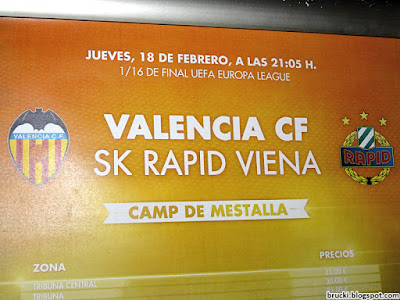 JUEVES, 18 DE FEBRERO, A LAS 21:05 H.
1/16 DE FINAL UEFA EUROPA LEAGUE
VALENCIA C.F
RAPID
VALENCIA CF
SK RAPID VIENA
CAMP DE MESTALLA
ZONA PRECIOS
TRIBUNA CENTRAL
TRIBUNA
brucki.blogspot.com